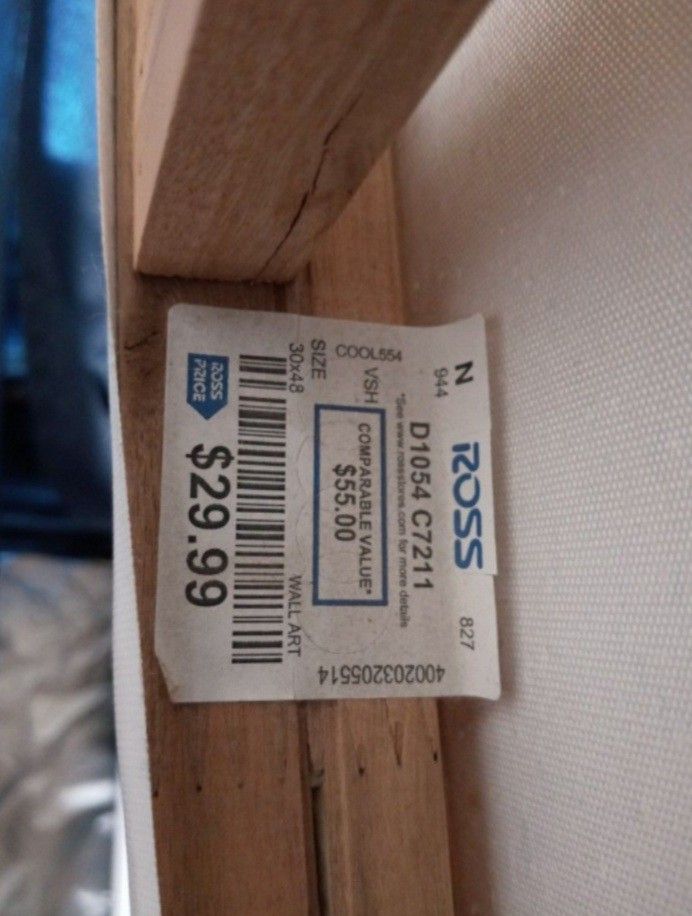 N
ROSS
827
944
D1054 C7211
*See www.rossstores.com for more details
COOL554
VSH
COMPARABLE VALUE*
$55.00
SIZE
30x48
WALL ART
400203205514
ROSS
PRICE
$29.99